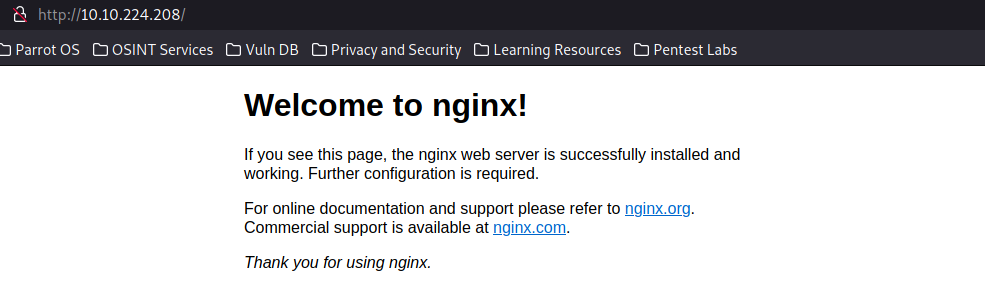 http://10.10.224.208/
Parrot OS OSINT Services Vuln DB Privacy and Security Learning Resources Pentest Labs
Welcome to nginx!
If you see this page, the nginx web server is successfully installed and
working. Further configuration is required.
For online documentation and support please refer to nginx.org.
Commercial support is available at nginx.com.
Thank you for using nginx.